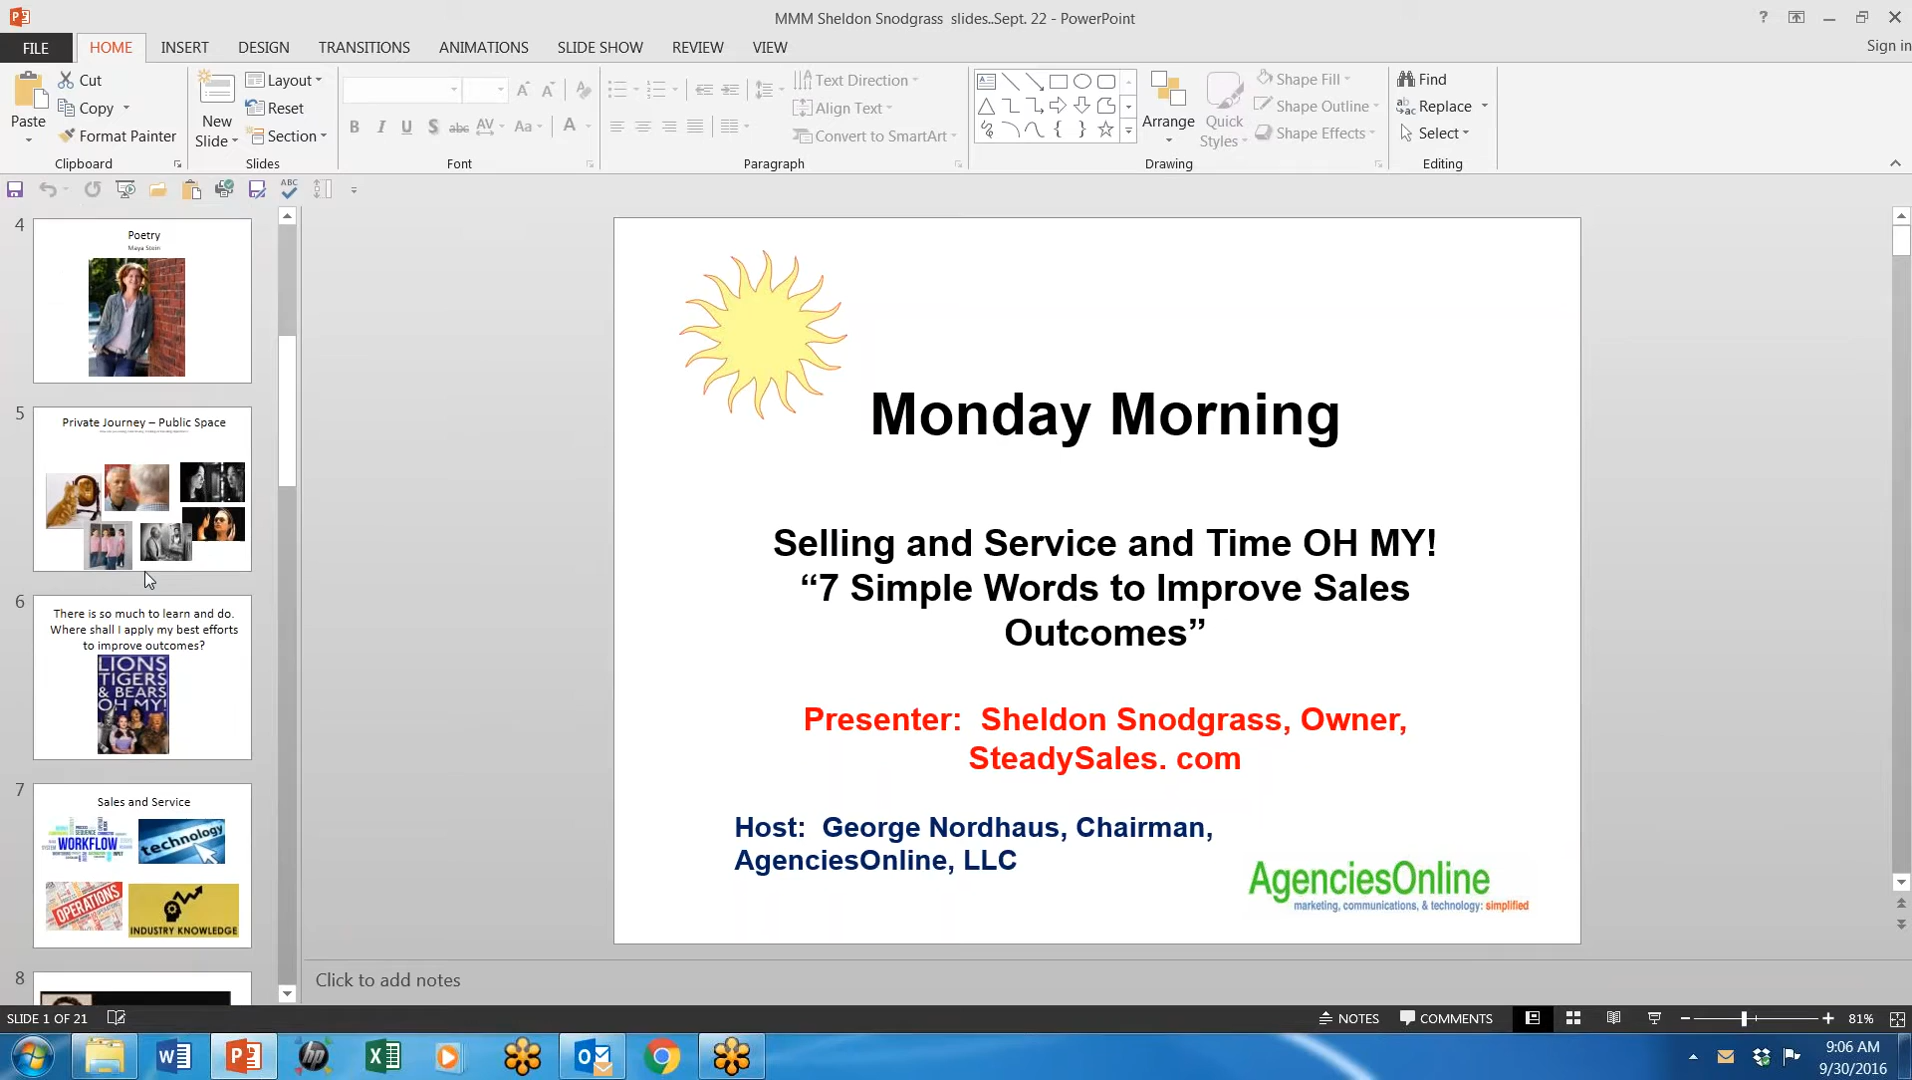 MMM Sheldon Snodgrass  slides..Sept. 22 - PowerPoint
FILE HOME INSERT DESIGN TRANSITIONS ANIMATIONS SLIDE SHOW REVIEW VIEW
Sign in
Paste
Cut
Copy
Format Painter
Clipboard
New
Slide
Layout
Reset
Section
Slides
Font
Text Direction
Align Text
Convert to SmartArt
Paragraph
Arrange
Quick
Styles
Shape Fill
Shape Outline
Shape Effects
Drawing
Find
Replace
Select
Editing
4
Poetry
Maya Stein
5
Private Journey – Public Space
6
There is so much to learn and do.
Where shall I apply my best efforts
to improve outcomes?
LIONS
TIGERS
& BEARS
OH MY!
7
Sales and Service
WORKFLOW
technology
OPERATIONS
INDUSTRY KNOWLEDGE
8
Monday Morning
Selling and Service and Time OH MY!
“7 Simple Words to Improve Sales
Outcomes”
Presenter:  Sheldon Snodgrass, Owner,
SteadySales. com
Host:  George Nordhaus, Chairman,
AgenciesOnline, LLC
AgenciesOnline
marketing, communications, & technology: simplified
Click to add notes
SLIDE 1 OF 21
NOTES
COMMENTS
81%
9:06 AM
9/30/2016